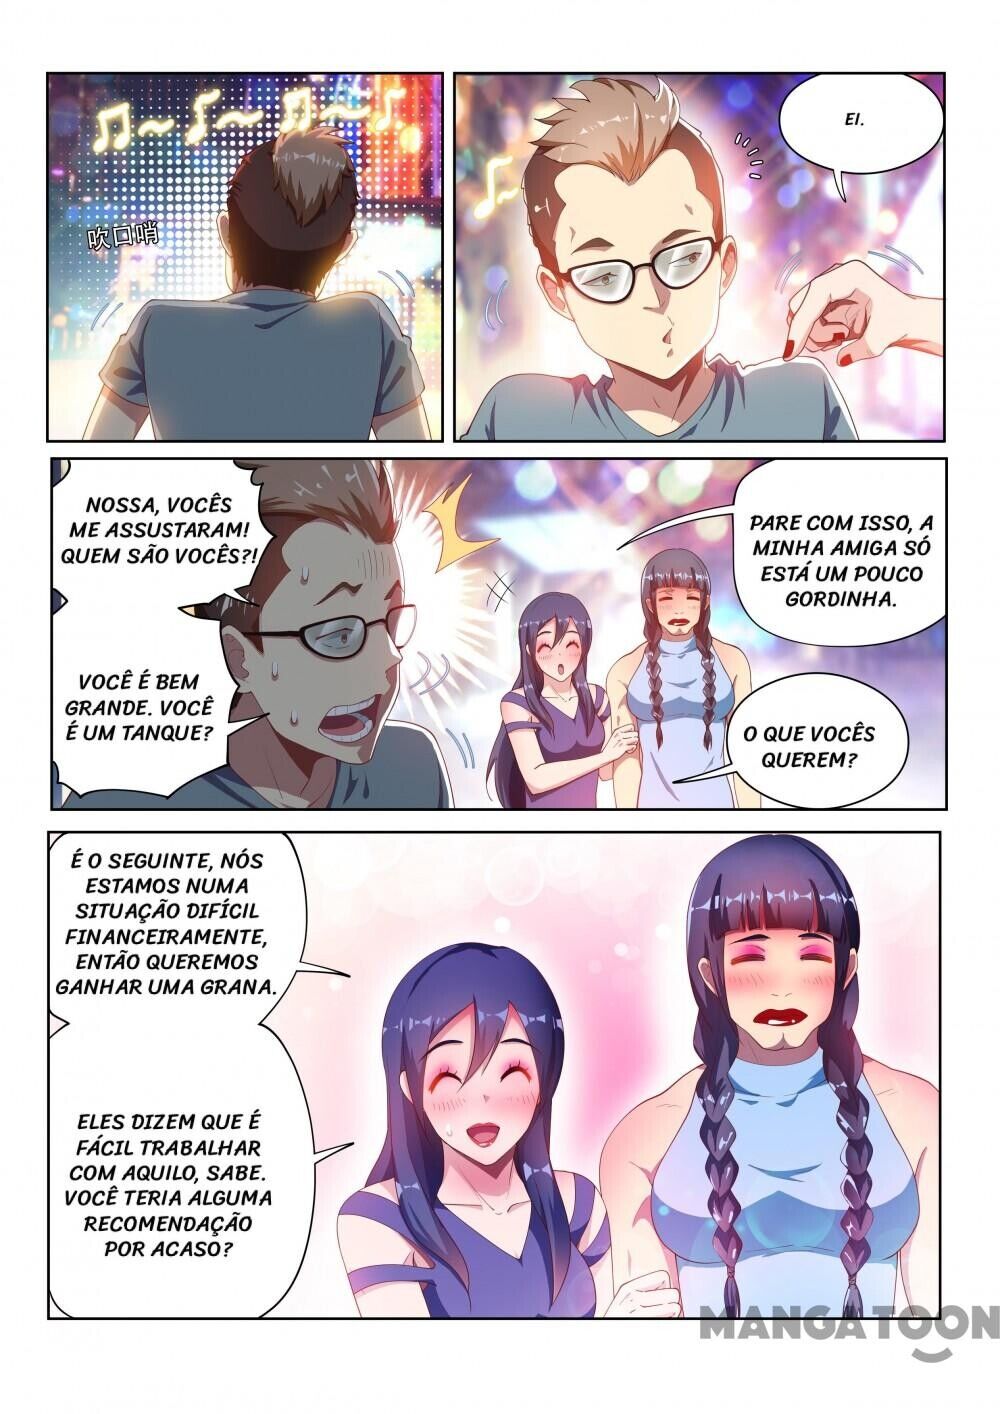 吹口哨
EI.
NOSSA, VOCÊS
ME ASSUSTARAM!
QUEM SÃO VOCÊS?!
VOCÊ É BEM
GRANDE. VOCÊ
É UM TANQUE?
PARE COM ISSO, A
MINHA AMIGA SÓ
ESTÁ UM POUCO
GORDINHA.
O QUE VOCÊS
QUEREM?
É O SEGUINTE, NÓS
ESTAMOS NUMA
SITUAÇÃO DIFÍCIL
FINANCEIRAMENTE,
ENTÃO QUEREMOS
GANHAR UMA GRANA.
ELES DIZEM QUE É
FÁCIL TRABALHAR
COM AQUILO, SABE.
VOCÊ TERIA ALGUMA
RECOMENDAÇÃO
POR ACASO?
MANGATOON